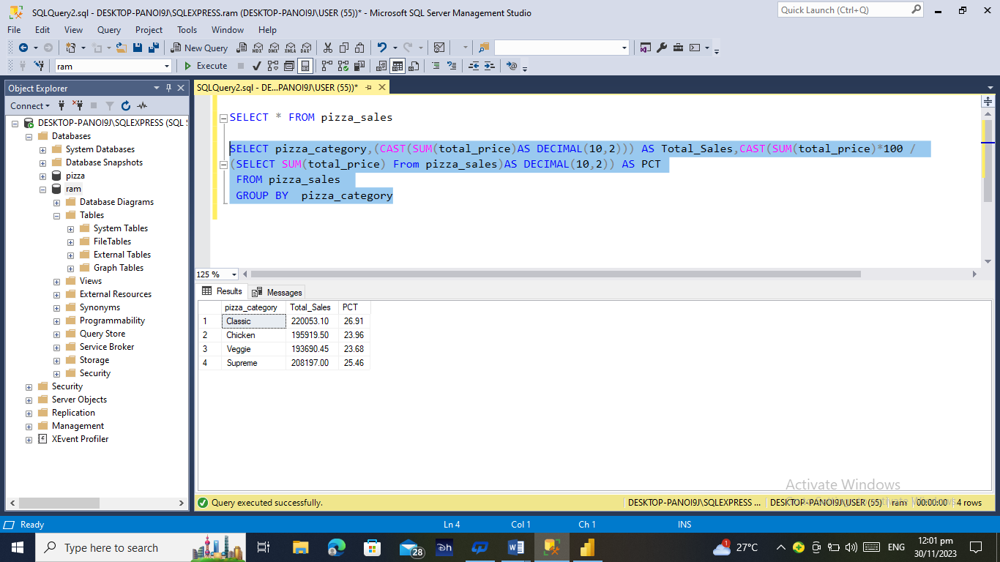 SQLQuery2.sql - DESKTOP-PANOI9J\SQLEXPRESS.ram (DESKTOP-PANOI9J\USER (55))* - Microsoft SQL Server Management Studio
Quick Launch (Ctrl+Q)
File Edit View Query Project Tools Window Help
New Query MDX DMX XMLA DAX
ram Execute
Object Explorer
SQLQuery2.sql - DE...PANOI9J\USER (55))*
Connect
DESKTOP-PANOI9J\SQLEXPRESS (SQL
Databases
System Databases
Database Snapshots
pizza
ram
Database Diagrams
Tables
System Tables
FileTables
External Tables
Graph Tables
Views
External Resources
Synonyms
Programmability
Query Store
Service Broker
Storage
Security
Security
Server Objects
Replication
Management
XEvent Profiler
SELECT * FROM pizza_sales
SELECT pizza_category,(CAST(SUM(total_price)AS DECIMAL(10,2))) AS Total_Sales,CAST(SUM(total_price)*100 /
(SELECT SUM(total_price) From pizza_sales)AS DECIMAL(10,2)) AS PCT
FROM pizza_sales
GROUP BY  pizza_category
125 %
Results Messages
pizza_category Total_Sales PCT
1 Classic 220053.10 26.91
2 Chicken 195919.50 23.96
3 Veggie 193690.45 23.68
4 Supreme 208197.00 25.46
Activate Windows
Query executed successfully. DESKTOP-PANOI9J\SQLEXPRESS ... DESKTOP-PANOI9J\USER (55) ram 00:00:00 4 rows
Ready Ln 4 Col 1 Ch 1 INS
Type here to search 28 1 27°C ENG 12:01 pm
30/11/2023